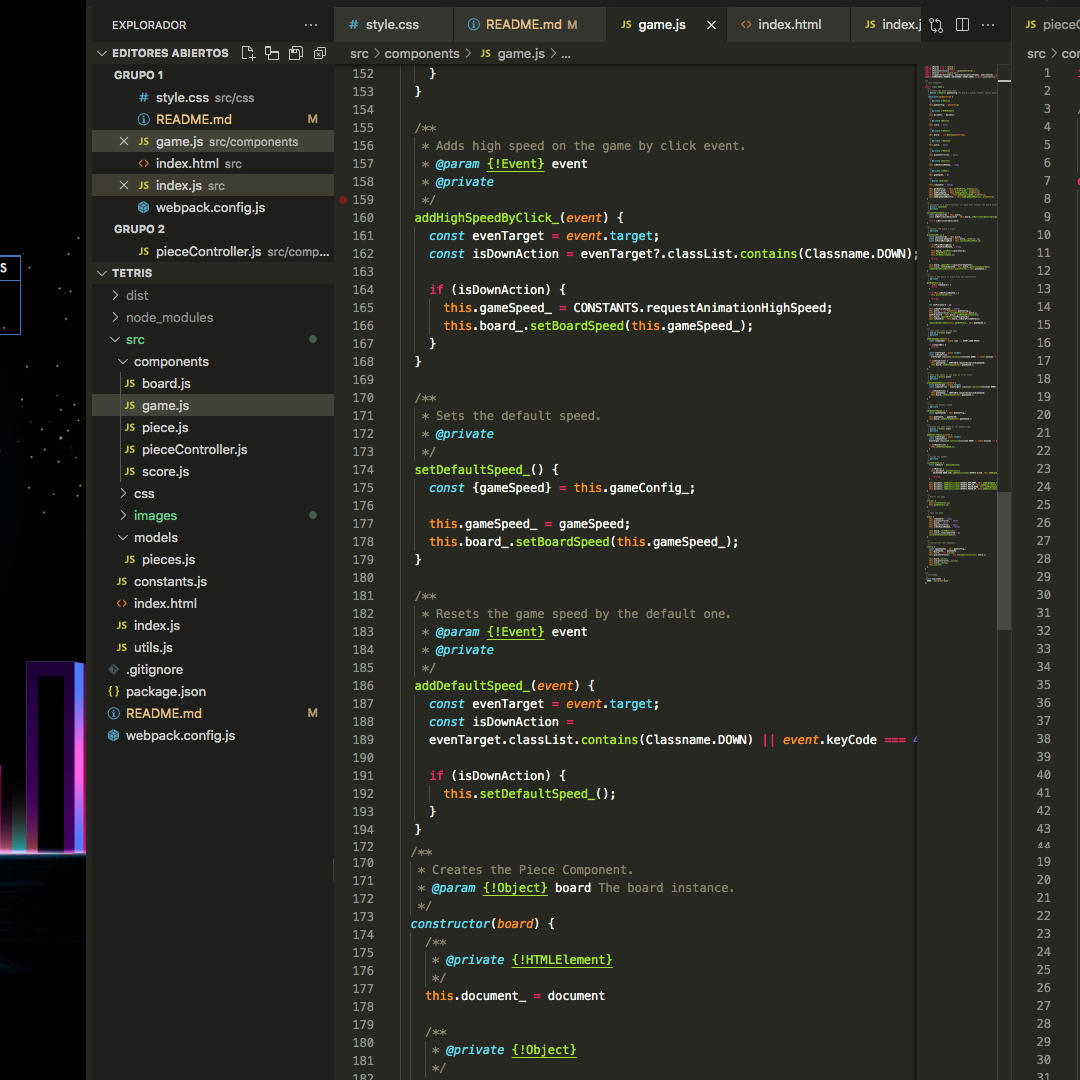 EXPLORADOR ...
EDITORES ABIERTOS
GRUPO 1
# style.css src/css
README.md M
JS game.js src/components
<> index.html src
JS index.js src
webpack.config.js
GRUPO 2
JS pieceController.js src/comp...
TETRIS
dist
node_modules
src
components
JS board.js
JS game.js
JS piece.js
JS pieceController.js
JS score.js
css
images
models
JS pieces.js
JS constants.js
<> index.html
JS index.js
JS utils.js
.gitignore
{} package.json
README.md M
webpack.config.js
# style.css
README.md M
JS game.js
<> index.html
JS index.j
...
src > components > JS game.js > ...
152 }
153 }
154
155 /**
156 * Adds high speed on the game by click event.
157 * @param {!Event} event
158 * @private
159 */
160 addHighSpeedByClick_(event) {
161 const evenTarget = event.target;
162 const isDownAction = evenTarget?.classList.contains(Classname.DOWN);
163
164 if (isDownAction) {
165 this.gameSpeed_ = CONSTANTS.requestAnimationHighSpeed;
166 this.board_.setBoardSpeed(this.gameSpeed_);
167 }
168 }
169
170 /**
171 * Sets the default speed.
172 * @private
173 */
174 setDefaultSpeed_() {
175 const {gameSpeed} = this.gameConfig_;
176
177 this.gameSpeed_ = gameSpeed;
178 this.board_.setBoardSpeed(this.gameSpeed_);
179 }
180
181 /**
182 * Resets the game speed by the default one.
183 * @param {!Event} event
184 * @private
185 */
186 addDefaultSpeed_(event) {
187 const evenTarget = event.target;
188 const isDownAction =
189 evenTarget.classList.contains(Classname.DOWN) || event.keyCode === 4
190
191 if (isDownAction) {
192 this.setDefaultSpeed_();
193 }
194 }
172 /**
170
171 * Creates the Piece Component.
172 * @param {!Object} board The board instance.
173 */
174 constructor(board) {
175 /**
176 * @private {!HTMLElement}
177 */
178 this.document_ = document
179
180 /**
181 * @private {!Object}
182 */
JS piece
src > con
1
2
3
4
5
6
7
8
9
10
11
12
13
14
15
16
17
18
19
20
21
22
23
24
25
26
27
28
29
30
31
32
33
34
35
36
37
38
39
40
41
42
43
44
19
20
21
22
23
24
25
26
27
28
29
30
31
S